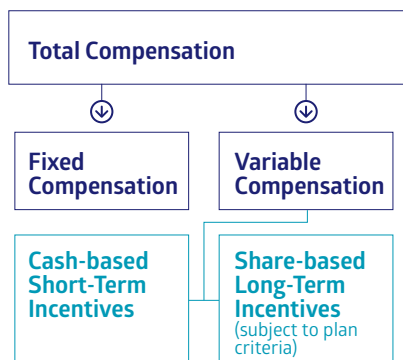 Total Compensation
Fixed
Compensation
Variable
Compensation
Cash-based
Short-Term
Incentives
Share-based
Long-Term
Incentives
(subject to plan
criteria)